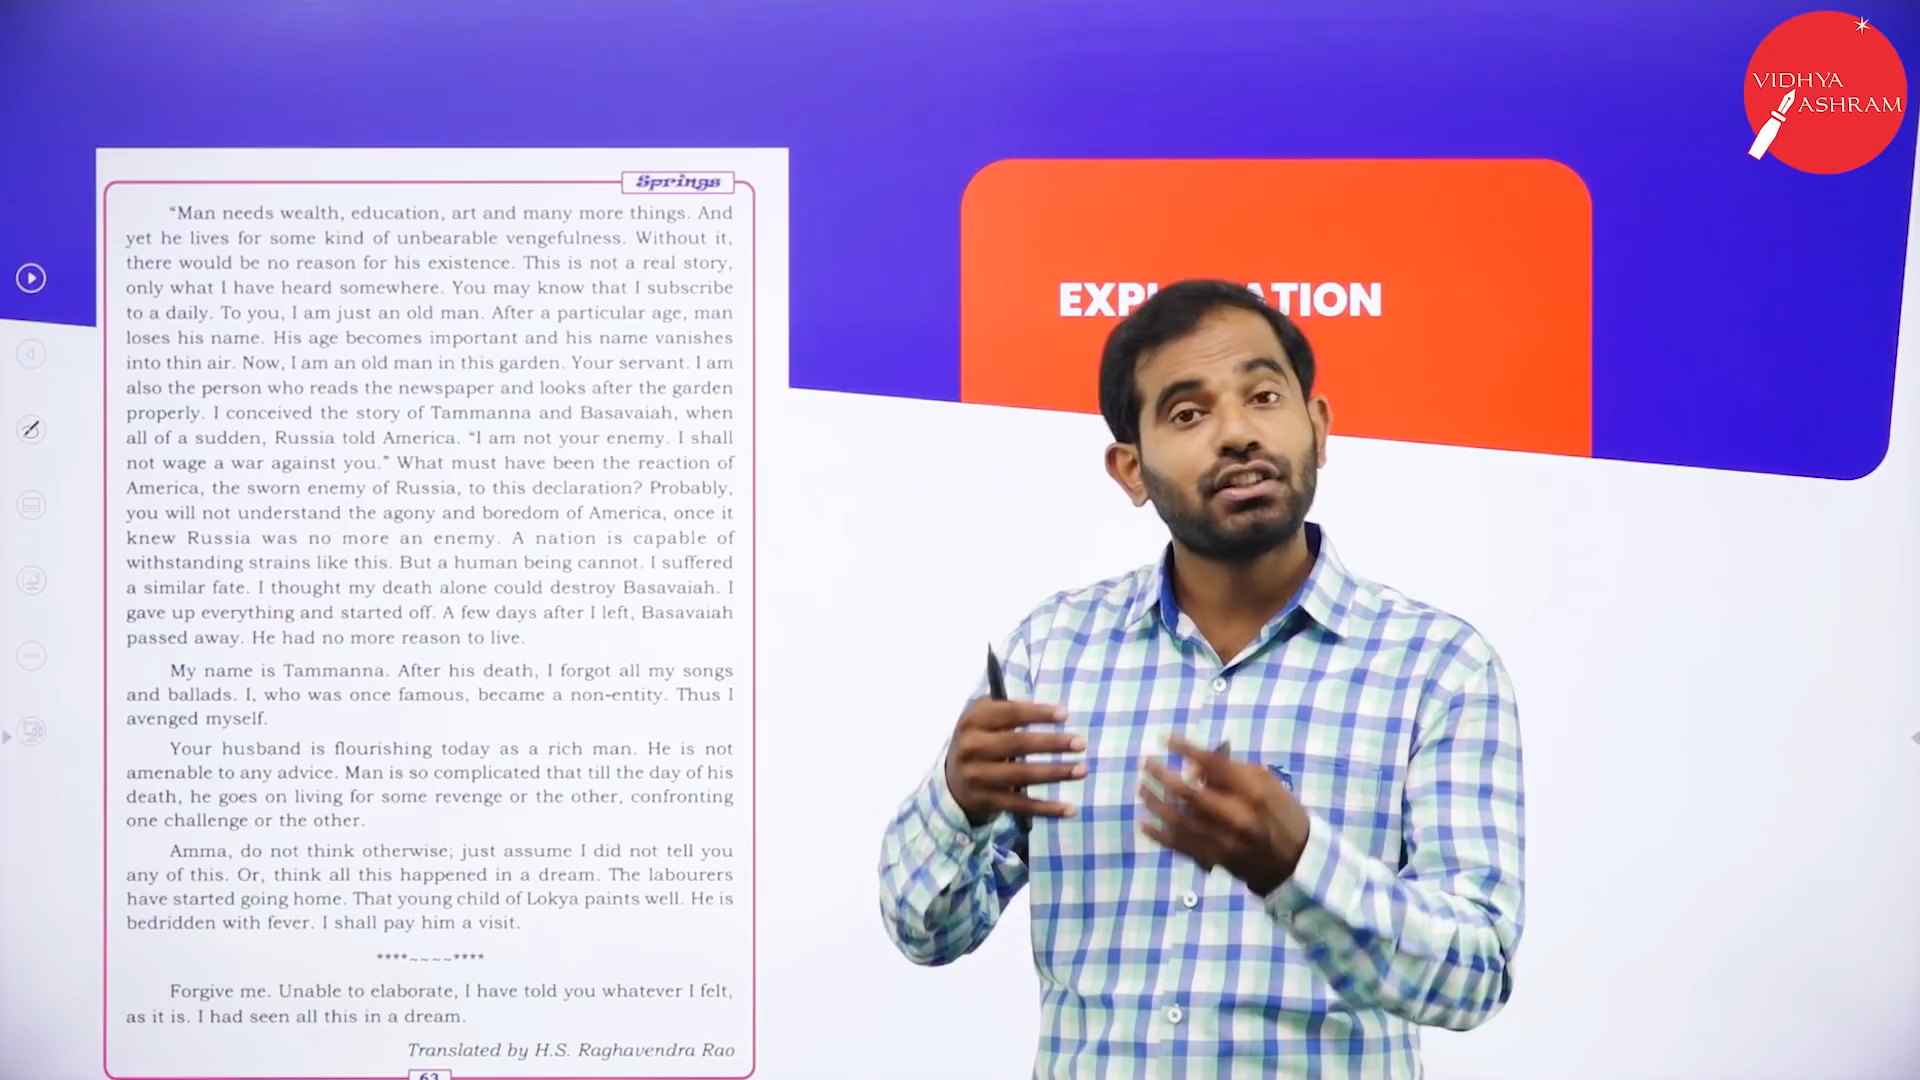 VIDHYA
ASHRAM
Springs
“Man needs wealth, education, art and many more things. And
yet he lives for some kind of unbearable vengefulness. Without it,
there would be no reason for his existence. This is not a real story,
only what I have heard somewhere. You may know that I subscribe
to a daily. To you, I am just an old man. After a particular age, man
loses his name. His age becomes important and his name vanishes
into thin air. Now, I am an old man in this garden. Your servant. I am
also the person who reads the newspaper and looks after the garden
properly. I conceived the story of Tammanna and Basavaiah, when
all of a sudden, Russia told America. “I am not your enemy. I shall
not wage a war against you.” What must have been the reaction of
America, the sworn enemy of Russia, to this declaration? Probably,
you will not understand the agony and boredom of America, once it
knew Russia was no more an enemy. A nation is capable of
withstanding strains like this. But a human being cannot. I suffered
a similar fate. I thought my death alone could destroy Basavaiah. I
gave up everything and started off. A few days after I left, Basavaiah
passed away. He had no more reason to live.
My name is Tammanna. After his death, I forgot all my songs
and ballads. I, who was once famous, became a non-entity. Thus I
avenged myself.
Your husband is flourishing today as a rich man. He is not
amenable to any advice. Man is so complicated that till the day of his
death, he goes on living for some revenge or the other, confronting
one challenge or the other.
Amma, do not think otherwise; just assume I did not tell you
any of this. Or, think all this happened in a dream. The labourers
have started going home. That young child of Lokya paints well. He is
bedridden with fever. I shall pay him a visit.
****~~~~****
Forgive me. Unable to elaborate, I have told you whatever I felt,
as it is. I had seen all this in a dream.
Translated by H.S. Raghavendra Rao
63
EXPL ATION